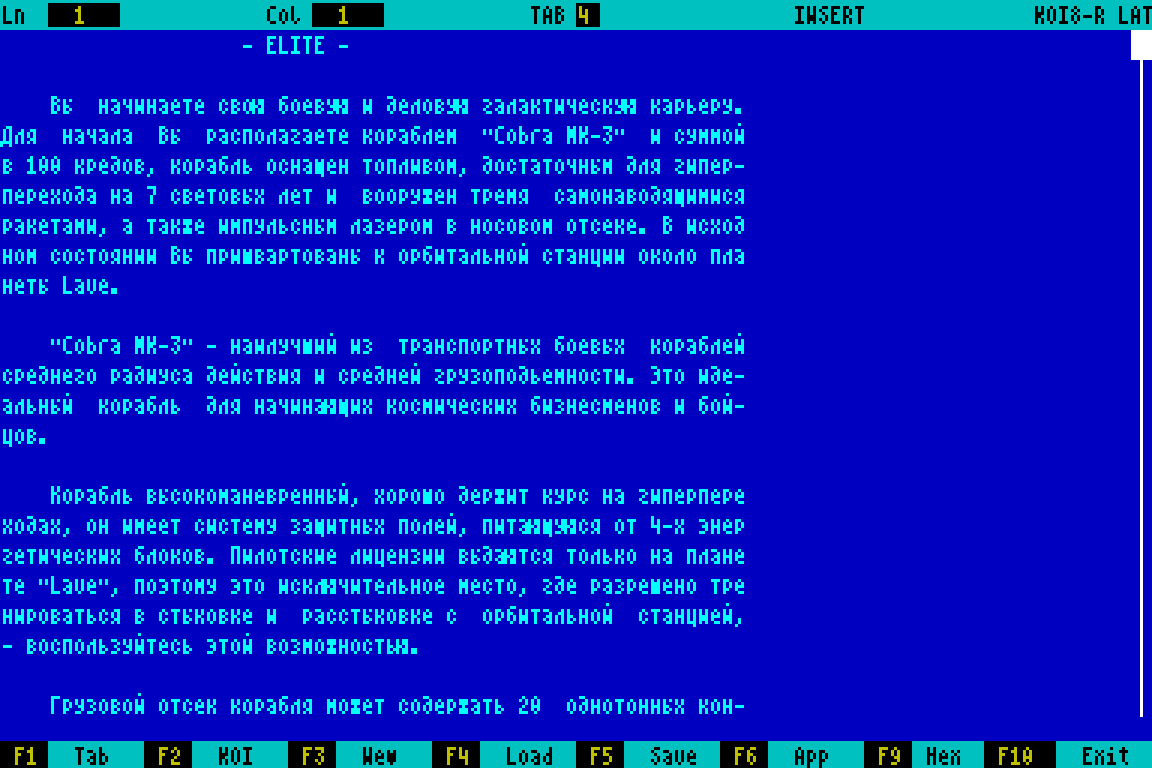 Ln 1 Col 1 TAB 4 INSERT KOI8-R LAT
- ELITE -
Вы начинаете свою боевую и деловую галактическую карьеру.
Для начала Вы располагаете кораблем "Cobra MK-3" и суммой
в 100 кредов, корабль оснащен топливом, достаточным для гипер-
перехода на 7 световых лет и вооружен тремя самонаводящимися
ракетами, а также импульсным лазером в носовом отсеке. В исход
ном состоянии Вы пришвартованы к орбитальной станции около пла
неты Lave.
"Cobra MK-3" - наилучший из транспортных боевых кораблей
среднего радиуса действия и средней грузоподьемности. Это иде-
альный корабль для начинающих космических бизнесменов и бой-
цов.
Корабль высокоманевренный, хорошо держит курс на гиперпере
ходах, он имеет систему защитных полей, питающуюся от 4-х энер
гетических блоков. Пилотские лицензии выдаются только на плане
те "Lave", поэтому это исключительное место, где разрешено тре
нироваться в стыковке и расстыковке с орбитальной станцией,
- воспользуйтесь этой возможностью.
Грузовой отсек корабля может содержать 20 однотонных кон-
F1 Tab F2 KOI F3 New F4 Load F5 Save F6 App F9 Hex F10 Exit